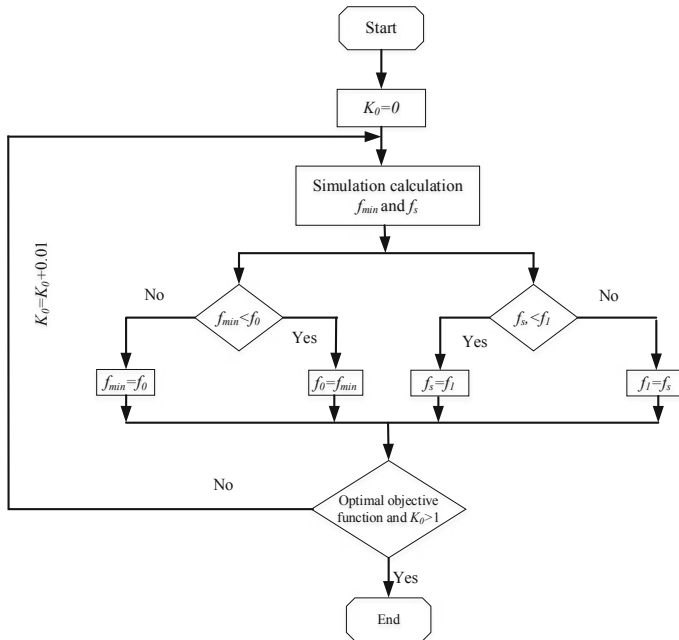 Start
K₀=0
Simulation calculation
fmin and fs
K₀=K₀+0.01
No
fmin<f₀
Yes
fs,<f₁
No
Yes
fmin=f₀
f₀=fmin
fs=f₁
f₁=fs
No
Optimal objective
function and K₀>1
Yes
End